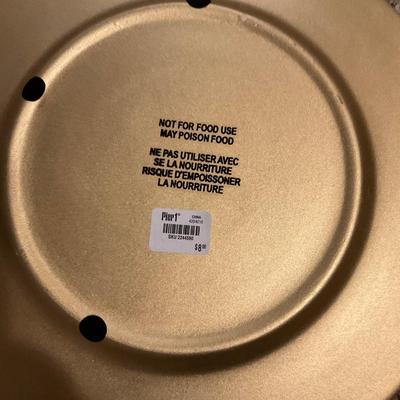 NOT FOR FOOD USE
MAY POISON FOOD
NE PAS UTILISER AVEC
SE LA NOURRITURE
RISQUE D'EMPOISSONER
LA NOURRITURE
Pier 1
CHINA
SKU 2244590
$8.00